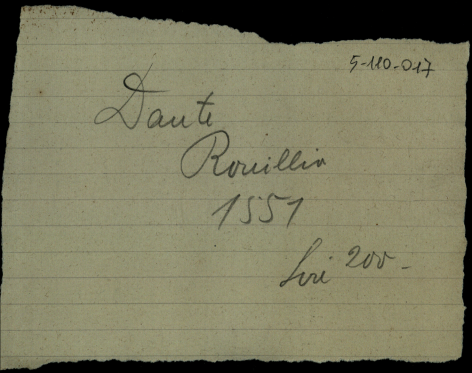 5-110-017
Dante
Rouillio
1551
Lire 200-